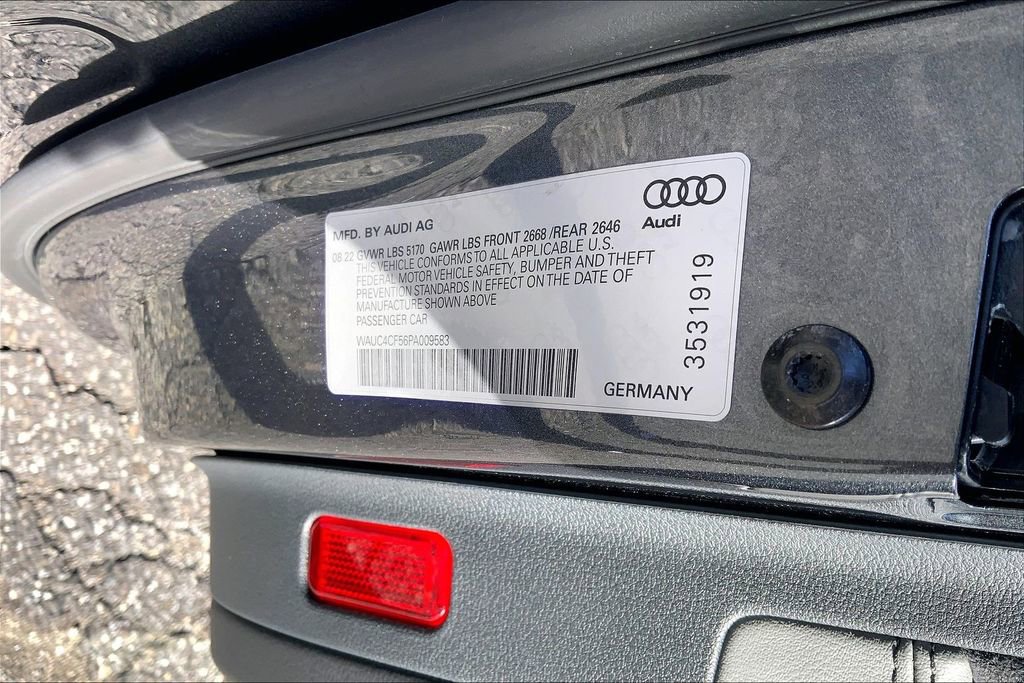 Audi
MFD. BY AUDI AG
08 22 GVWR LBS 5170 GAWR LBS FRONT 2668 /REAR 2646
THIS VEHICLE CONFORMS TO ALL APPLICABLE U.S.
FEDERAL MOTOR VEHICLE SAFETY, BUMPER AND THEFT
PREVENTION STANDARDS IN EFFECT ON THE DATE OF
MANUFACTURE SHOWN ABOVE
PASSENGER CAR
WAUC4CF56PA009583
3531919
GERMANY